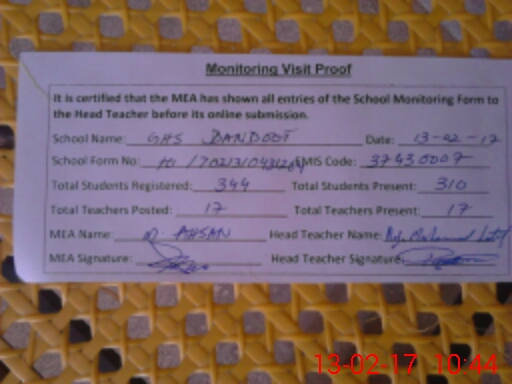 Monitoring Visit Proof
It is certified that the MEA has shown all entries of the School Monitoring Form to
the Head Teacher before its online submission.
School Name: GHS DANDOOT Date: 13-02-17
School Form No: EMIS Code: 37430007
Total Students Registered: 344 Total Students Present: 310
Total Teachers Posted: 17 Total Teachers Present: 17
MEA Name: M. AHSAN Head Teacher Name: Muhammad
MEA Signature: Head Teacher Signature:
13-02-17 10:44